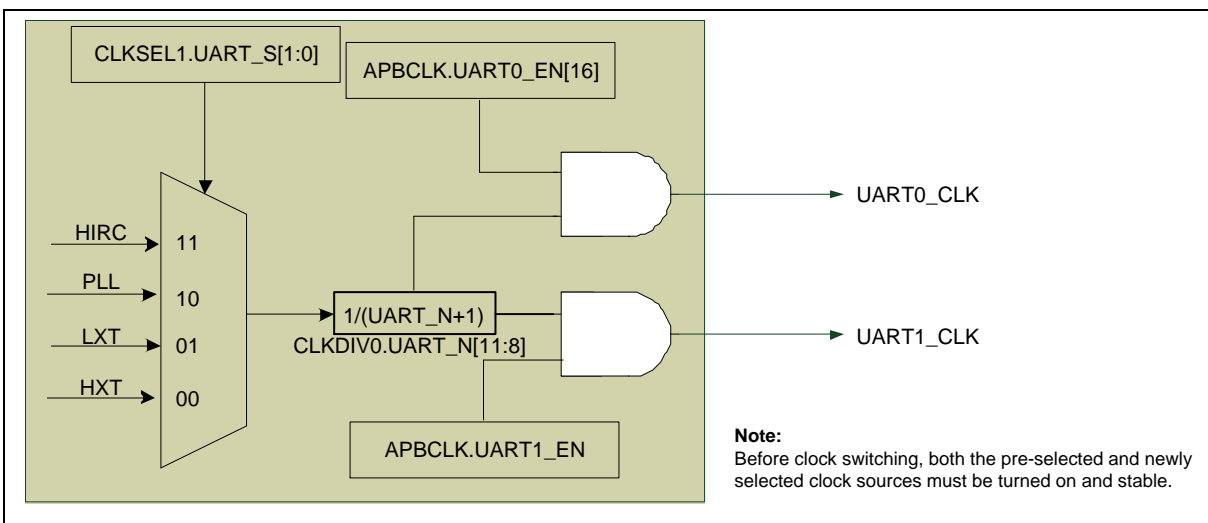 CLKSEL1.UART_S[1:0]
APBCLK.UART0_EN[16]
UART0_CLK
HIRC
11
PLL
10
1/(UART_N+1)
LXT
01
CLKDIV0.UART_N[11:8]
UART1_CLK
HXT
00
APBCLK.UART1_EN
Note:
Before clock switching, both the pre-selected and newly
selected clock sources must be turned on and stable.